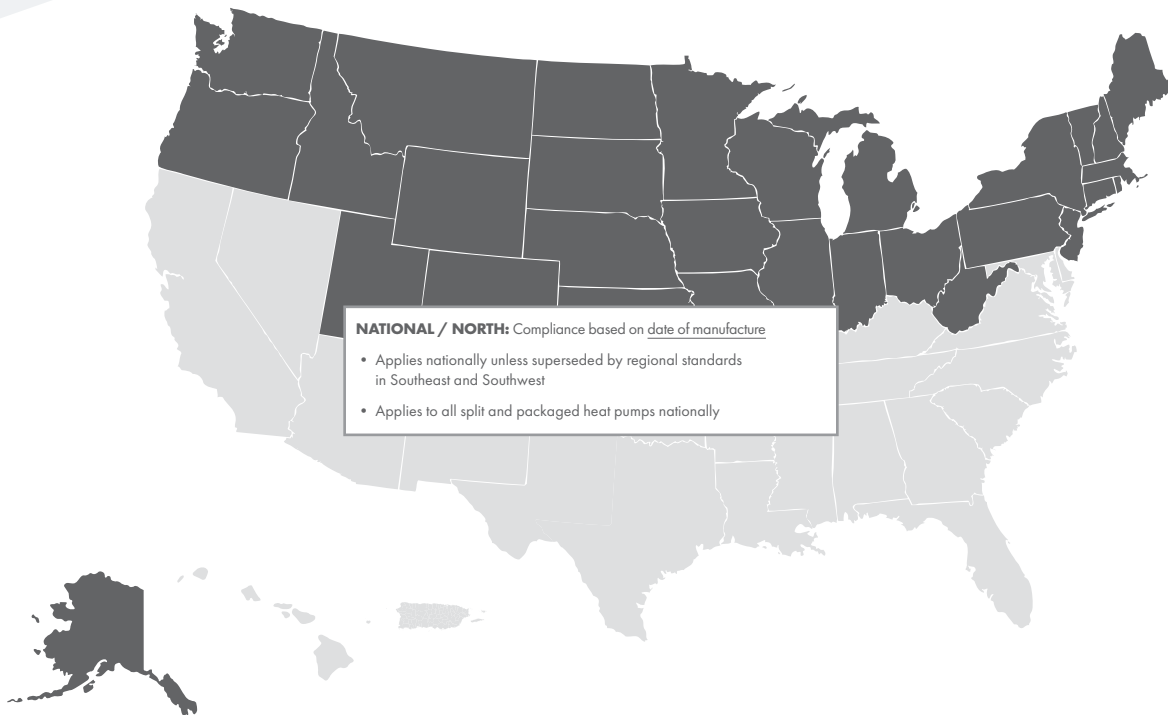 NATIONAL / NORTH: Compliance based on date of manufacture
• Applies nationally unless superseded by regional standards
in Southeast and Southwest
• Applies to all split and packaged heat pumps nationally